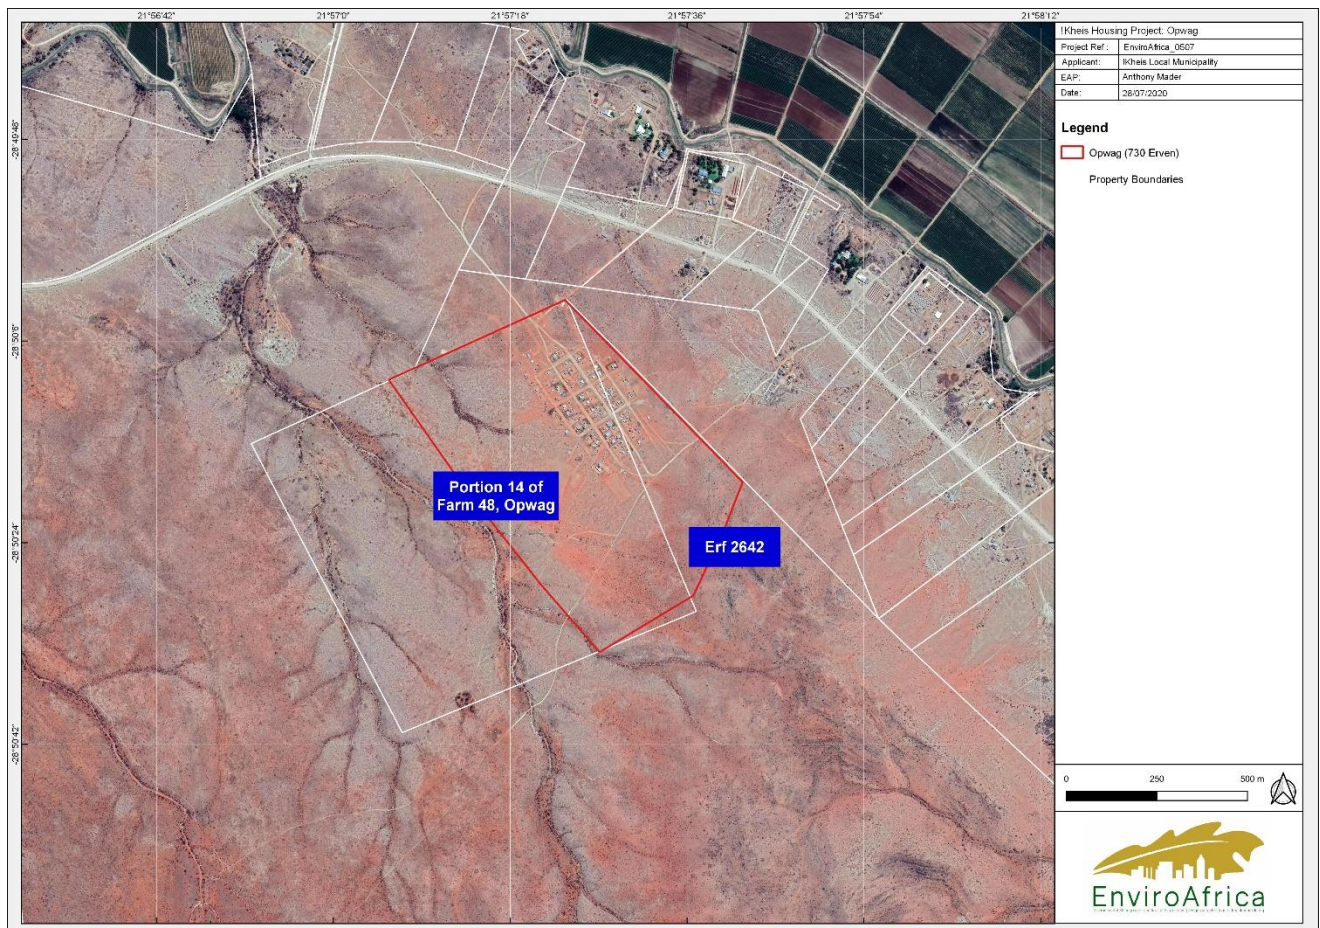 21°56'42" 21°57'0" 21°57'18" 21°57'36" 21°57'54" 21°58'12"
!Kheis Housing Project: Opwag
Project Ref : EnviroAfrica_0507
Applicant: !Kheis Local Municipality
EAP: Anthony Mader
Date: 28/07/2020
Legend
Opwag (730 Erven)
Property Boundaries
-28°49'48"
-28°50'6"
-28°50'24"
-28°50'42"
Portion 14 of
Farm 48, Opwag
Erf 2642
0 250 500 m
EnviroAfrica